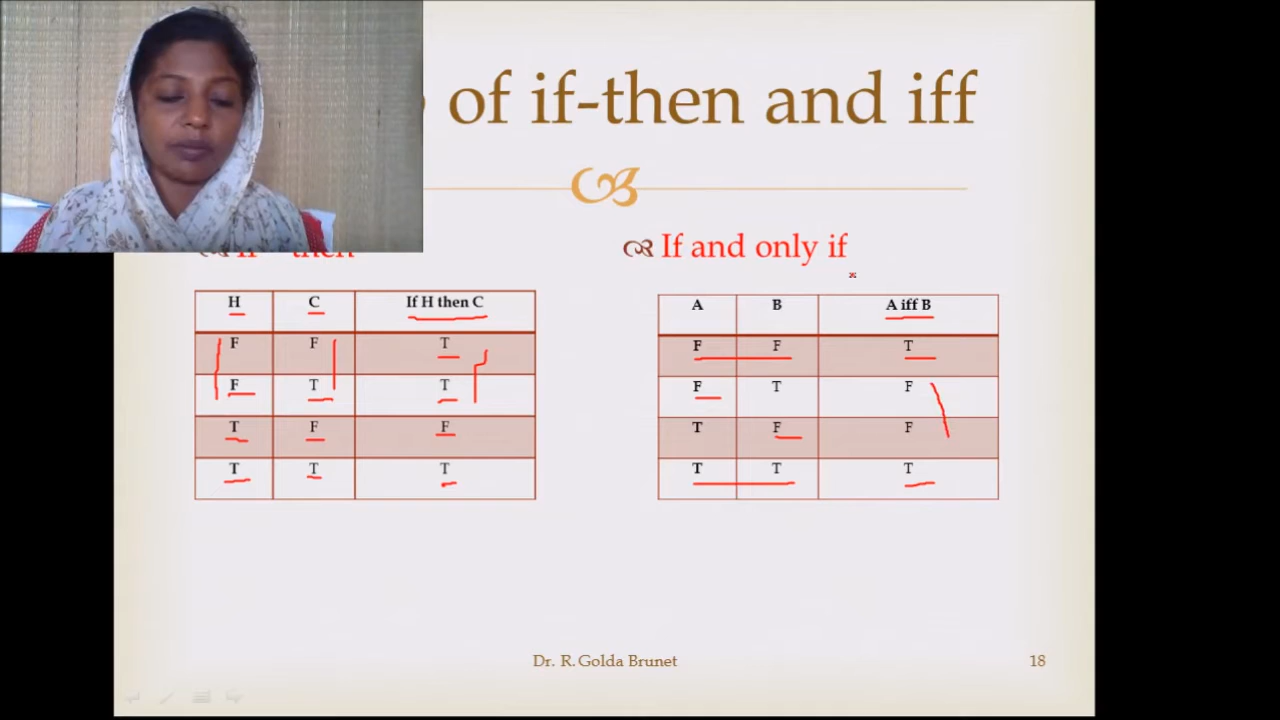 of if-then and iff
If and only if
H C If H then C
F F T
F T T
T F F
T T T
A B A iff B
F F T
F T F
T F F
T T T
Dr. R. Golda Brunet 18